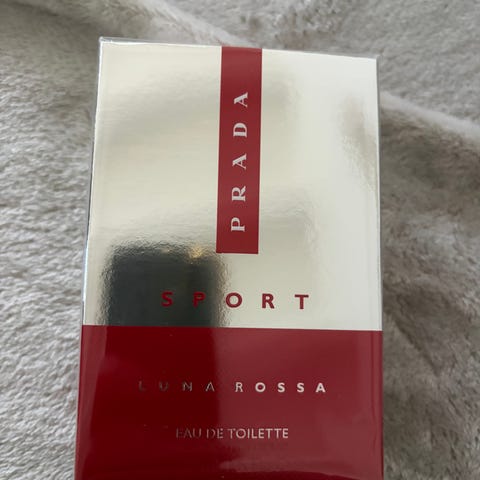 PRADA
SPORT
LUNA ROSSA
EAU DE TOILETTE